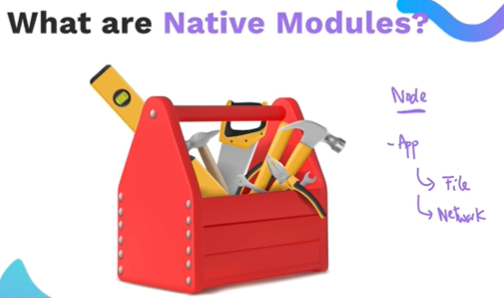 What are Native Modules?
Node
- App
↳ File
↳ Network